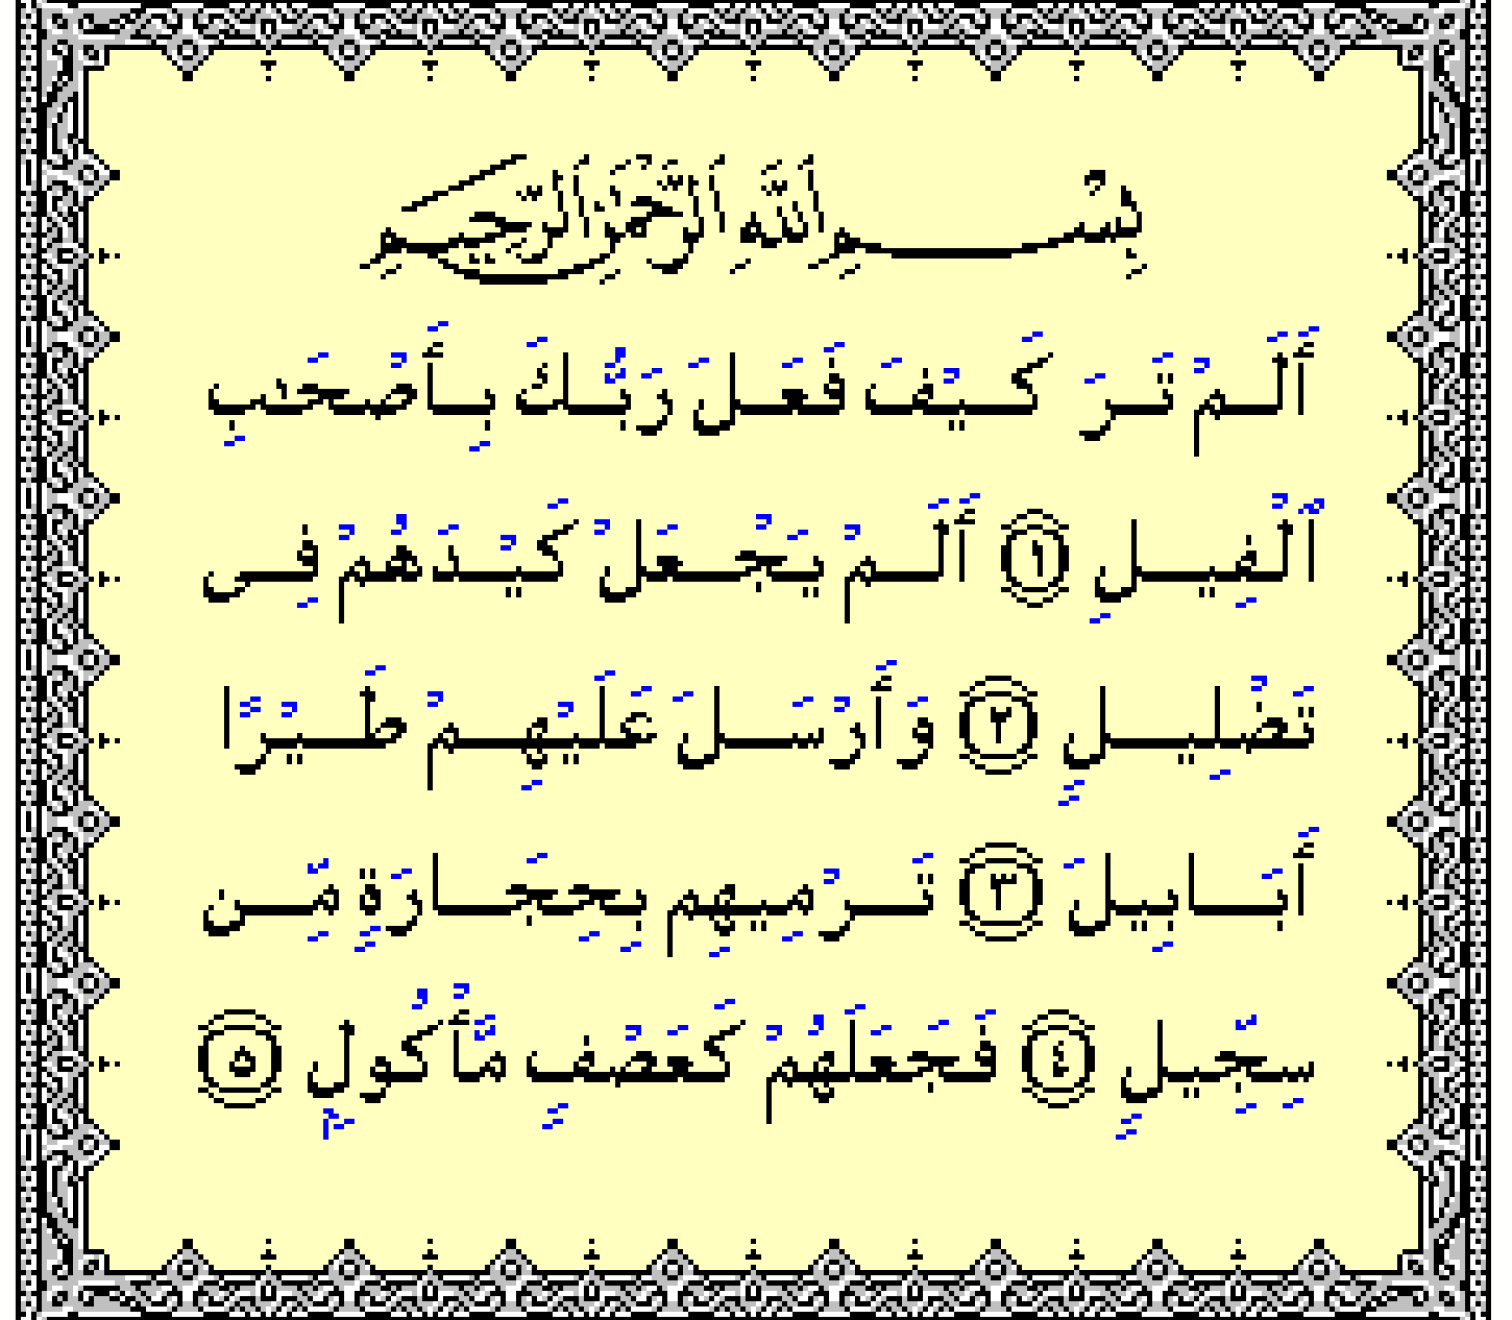 بِسْمِ اللَّهِ الرَّحْمَنِ الرَّحِيمِ
أَلَمْ تَرَ كَيْفَ فَعَلَ رَبُّكَ بِأَصْحَٰبِ
ٱلْفِيلِ ١ أَلَمْ يَجْعَلْ كَيْدَهُمْ فِى
تَضْلِيلٍ ٢ وَأَرْسَلَ عَلَيْهِمْ طَيْرًا
أَبَابِيلَ ٣ تَرْمِيهِم بِحِجَارَةٍ مِّن
سِجِّيلٍ ٤ فَجَعَلَهُمْ كَعَصْفٍ مَّأْكُولٍۭ ٥